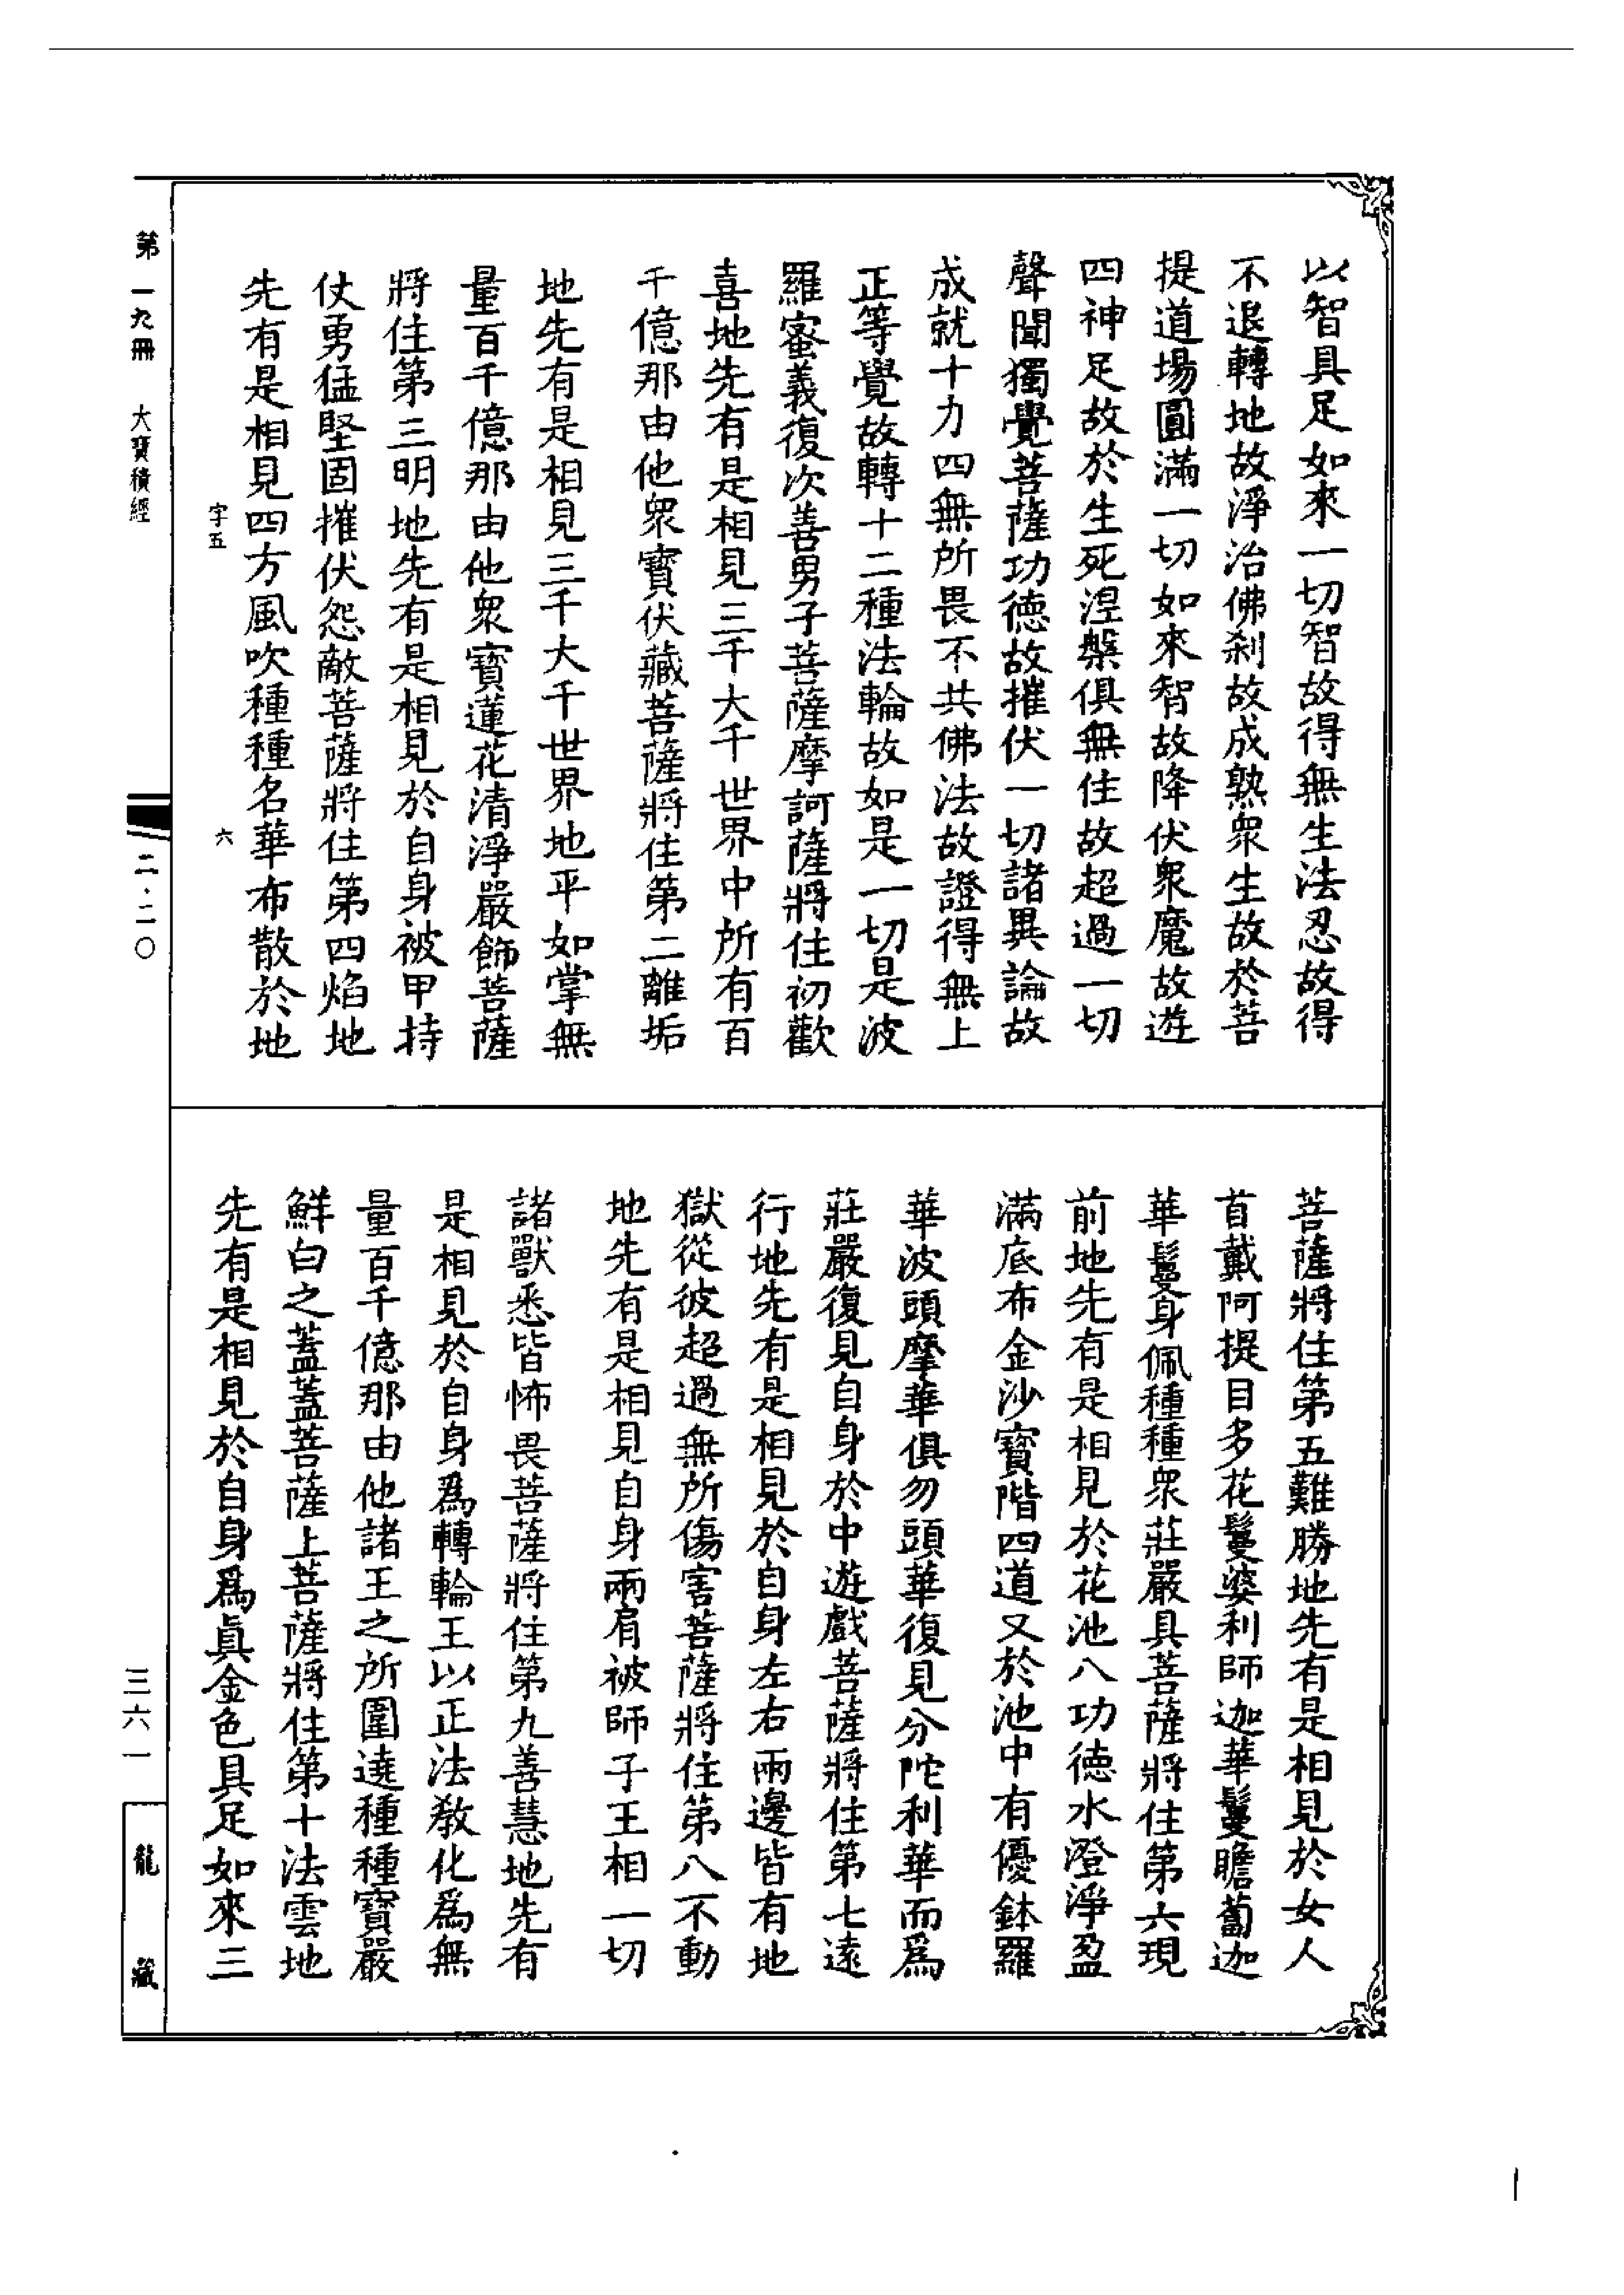 以智具足如來一切智故得無生法忍故得
不退轉地故淨治佛剎故成熟衆生故於菩
提道場圓滿一切如來智故降伏衆魔故遊
四神足故於生死涅槃俱無住故超過一切
聲聞獨覺菩薩功德故摧伏一切諸異論故
成就十力四無所畏不共佛法故證得無上
正等覺故轉十二種法輪故如是一切是波
羅蜜義復次善男子菩薩摩訶薩將住初歡
喜地先有是相見三千大千世界中所有百
千億那由他衆寶伏藏菩薩將住第二離垢
地先有是相見三千大千世界地平如掌無
量百千億那由他衆寶蓮花清淨嚴飾菩薩
將住第三明地先有是相見於自身被甲持
仗勇猛堅固摧伏怨敵菩薩將住第四焰地
先有是相見四方風吹種種名華布散於地
字五 六
菩薩將住第五難勝地先有是相見於女人
首戴阿提目多花鬘婆利師迦華鬘瞻蔔迦
華鬘身佩種種衆莊嚴具菩薩將住第六現
前地先有是相見於花池八功德水澄淨盈
滿底布金沙寶階四道又於池中有優鉢羅
華波頭摩華俱勿頭華復見分陀利華而爲
莊嚴復見自身於中遊戲菩薩將住第七遠
行地先有是相見於自身左右兩邊皆有地
獄從彼超過無所傷害菩薩將住第八不動
地先有是相見自身兩肩被師子王相一切
諸獸悉皆怖畏菩薩將住第九善慧地先有
是相見於自身爲轉輪王以正法教化爲無
量百千億那由他諸王之所圍遶種種寶嚴
鮮白之蓋蓋菩薩上菩薩將住第十法雲地
先有是相見於自身爲眞金色具足如來三
第一九冊 大寶積經
二·二〇
三六一
龍藏